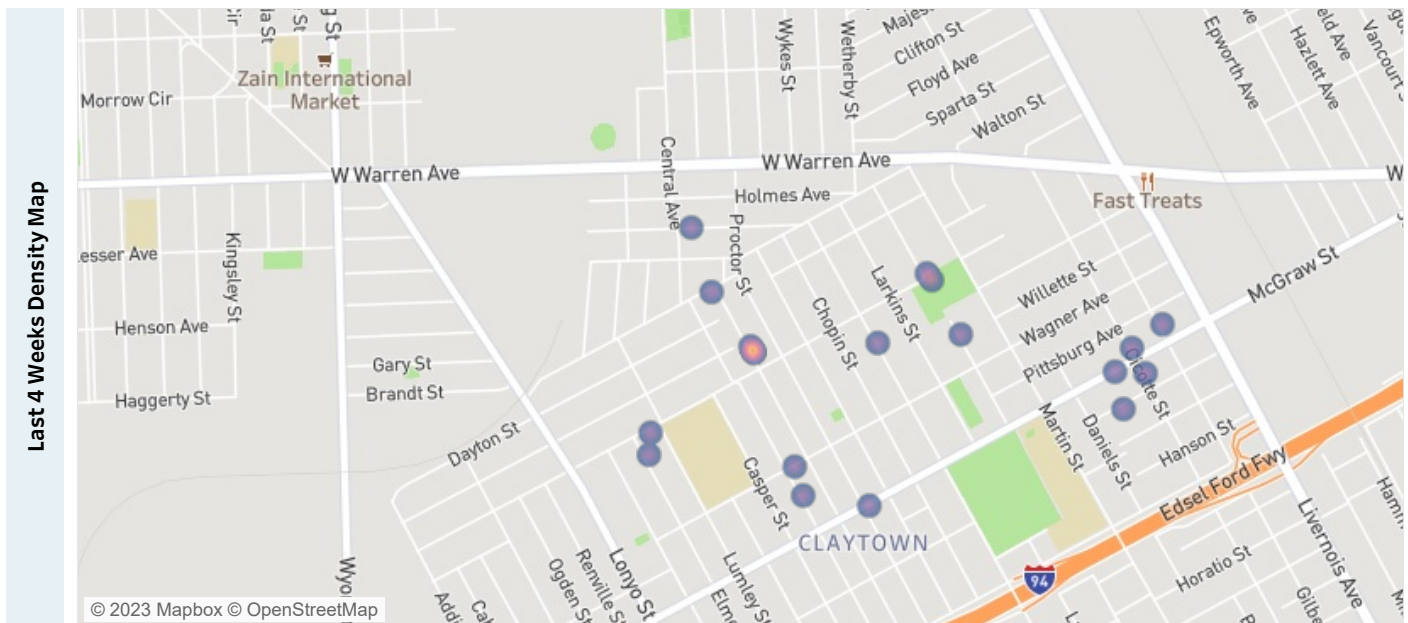 Last 4 Weeks Density Map
Zain International
Market
Morrow Cir
W Warren Ave
W Warren Ave
Central Ave
Holmes Ave
Proctor St
Wykes St
Wetherby St
Clifton St
Floyd Ave
Sparta St
Walton St
Epworth Ave
Hazlett Ave
Fast Treats
McGraw St
Kingsley St
Henson Ave
Haggerty St
Gary St
Brandt St
Dayton St
Chopin St
Larkins St
Willette St
Wagner Ave
Pittsburg Ave
Cicotte St
Martin St
Daniels St
Hanson St
Casper St
CLAYTOWN
Edsel Ford Fwy
94
Livernois Ave
Horatio St
Lonyo St
Lumley St
Renville S
Ogden St
© 2023 Mapbox © OpenStreetMap